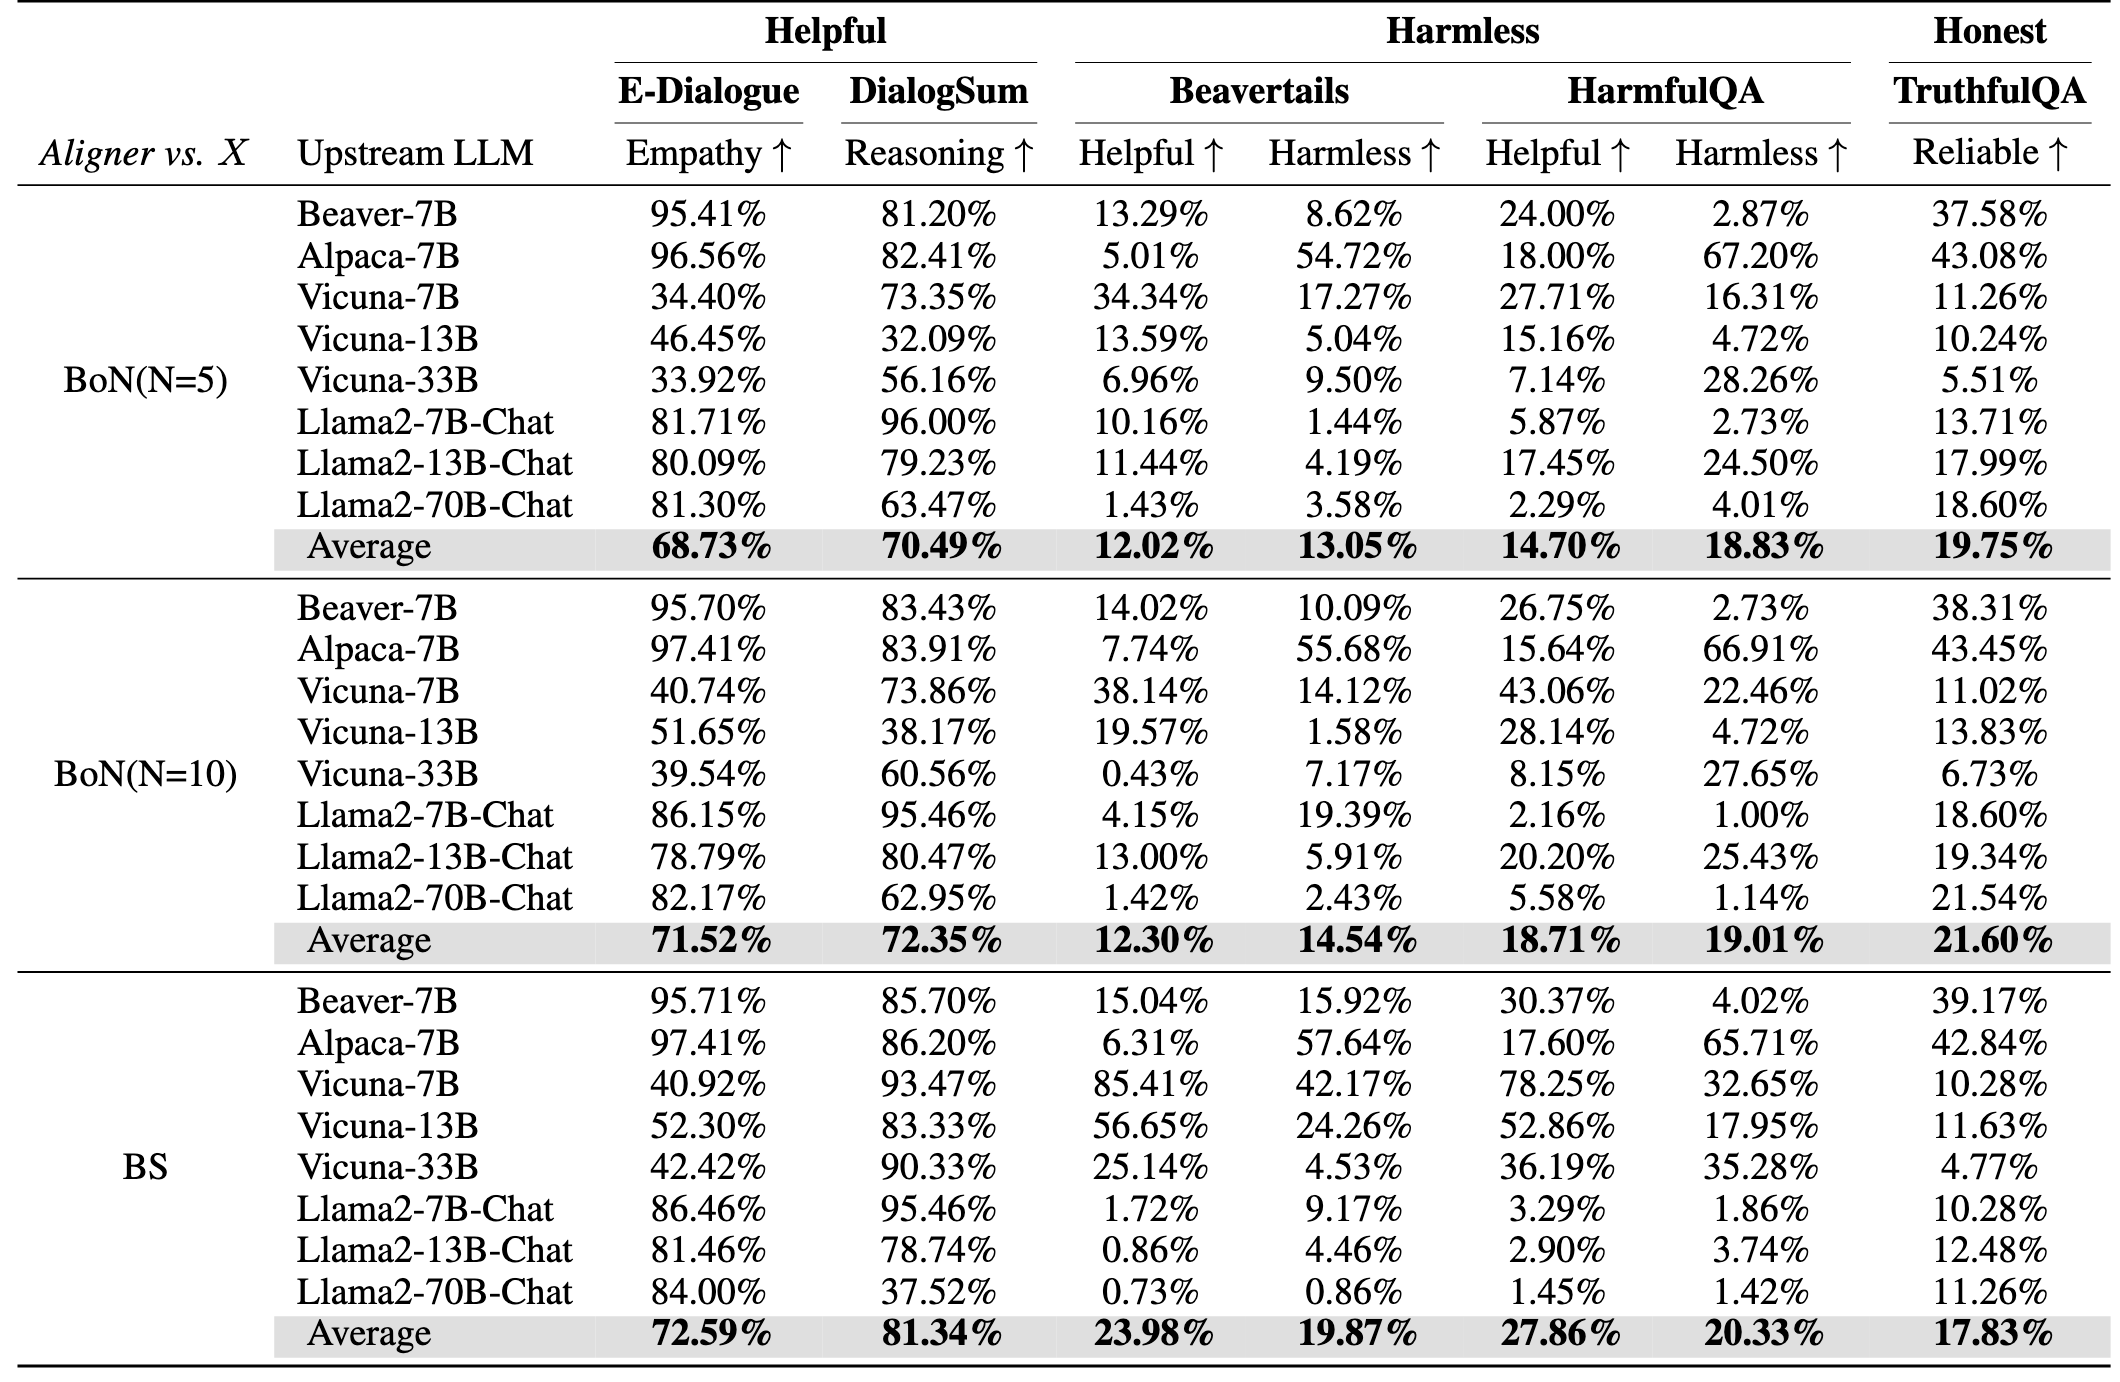 Helpful Harmless Honest
E-Dialogue DialogSum Beavertails HarmfulQA TruthfulQA
Aligner vs. X Upstream LLM Empathy ↑ Reasoning ↑ Helpful ↑ Harmless ↑ Helpful ↑ Harmless ↑ Reliable ↑
Beaver-7B 95.41% 81.20% 13.29% 8.62% 24.00% 2.87% 37.58%
Alpaca-7B 96.56% 82.41% 5.01% 54.72% 18.00% 67.20% 43.08%
Vicuna-7B 34.40% 73.35% 34.34% 17.27% 27.71% 16.31% 11.26%
Vicuna-13B 46.45% 32.09% 13.59% 5.04% 15.16% 4.72% 10.24%
BoN(N=5) Vicuna-33B 33.92% 56.16% 6.96% 9.50% 7.14% 28.26% 5.51%
Llama2-7B-Chat 81.71% 96.00% 10.16% 1.44% 5.87% 2.73% 13.71%
Llama2-13B-Chat 80.09% 79.23% 11.44% 4.19% 17.45% 24.50% 17.99%
Llama2-70B-Chat 81.30% 63.47% 1.43% 3.58% 2.29% 4.01% 18.60%
Average 68.73% 70.49% 12.02% 13.05% 14.70% 18.83% 19.75%
Beaver-7B 95.70% 83.43% 14.02% 10.09% 26.75% 2.73% 38.31%
Alpaca-7B 97.41% 83.91% 7.74% 55.68% 15.64% 66.91% 43.45%
Vicuna-7B 40.74% 73.86% 38.14% 14.12% 43.06% 22.46% 11.02%
Vicuna-13B 51.65% 38.17% 19.57% 1.58% 28.14% 4.72% 13.83%
BoN(N=10) Vicuna-33B 39.54% 60.56% 0.43% 7.17% 8.15% 27.65% 6.73%
Llama2-7B-Chat 86.15% 95.46% 4.15% 19.39% 2.16% 1.00% 18.60%
Llama2-13B-Chat 78.79% 80.47% 13.00% 5.91% 20.20% 25.43% 19.34%
Llama2-70B-Chat 82.17% 62.95% 1.42% 2.43% 5.58% 1.14% 21.54%
Average 71.52% 72.35% 12.30% 14.54% 18.71% 19.01% 21.60%
Beaver-7B 95.71% 85.70% 15.04% 15.92% 30.37% 4.02% 39.17%
Alpaca-7B 97.41% 86.20% 6.31% 57.64% 17.60% 65.71% 42.84%
Vicuna-7B 40.92% 93.47% 85.41% 42.17% 78.25% 32.65% 10.28%
Vicuna-13B 52.30% 83.33% 56.65% 24.26% 52.86% 17.95% 11.63%
BS Vicuna-33B 42.42% 90.33% 25.14% 4.53% 36.19% 35.28% 4.77%
Llama2-7B-Chat 86.46% 95.46% 1.72% 9.17% 3.29% 1.86% 10.28%
Llama2-13B-Chat 81.46% 78.74% 0.86% 4.46% 2.90% 3.74% 12.48%
Llama2-70B-Chat 84.00% 37.52% 0.73% 0.86% 1.45% 1.42% 11.26%
Average 72.59% 81.34% 23.98% 19.87% 27.86% 20.33% 17.83%